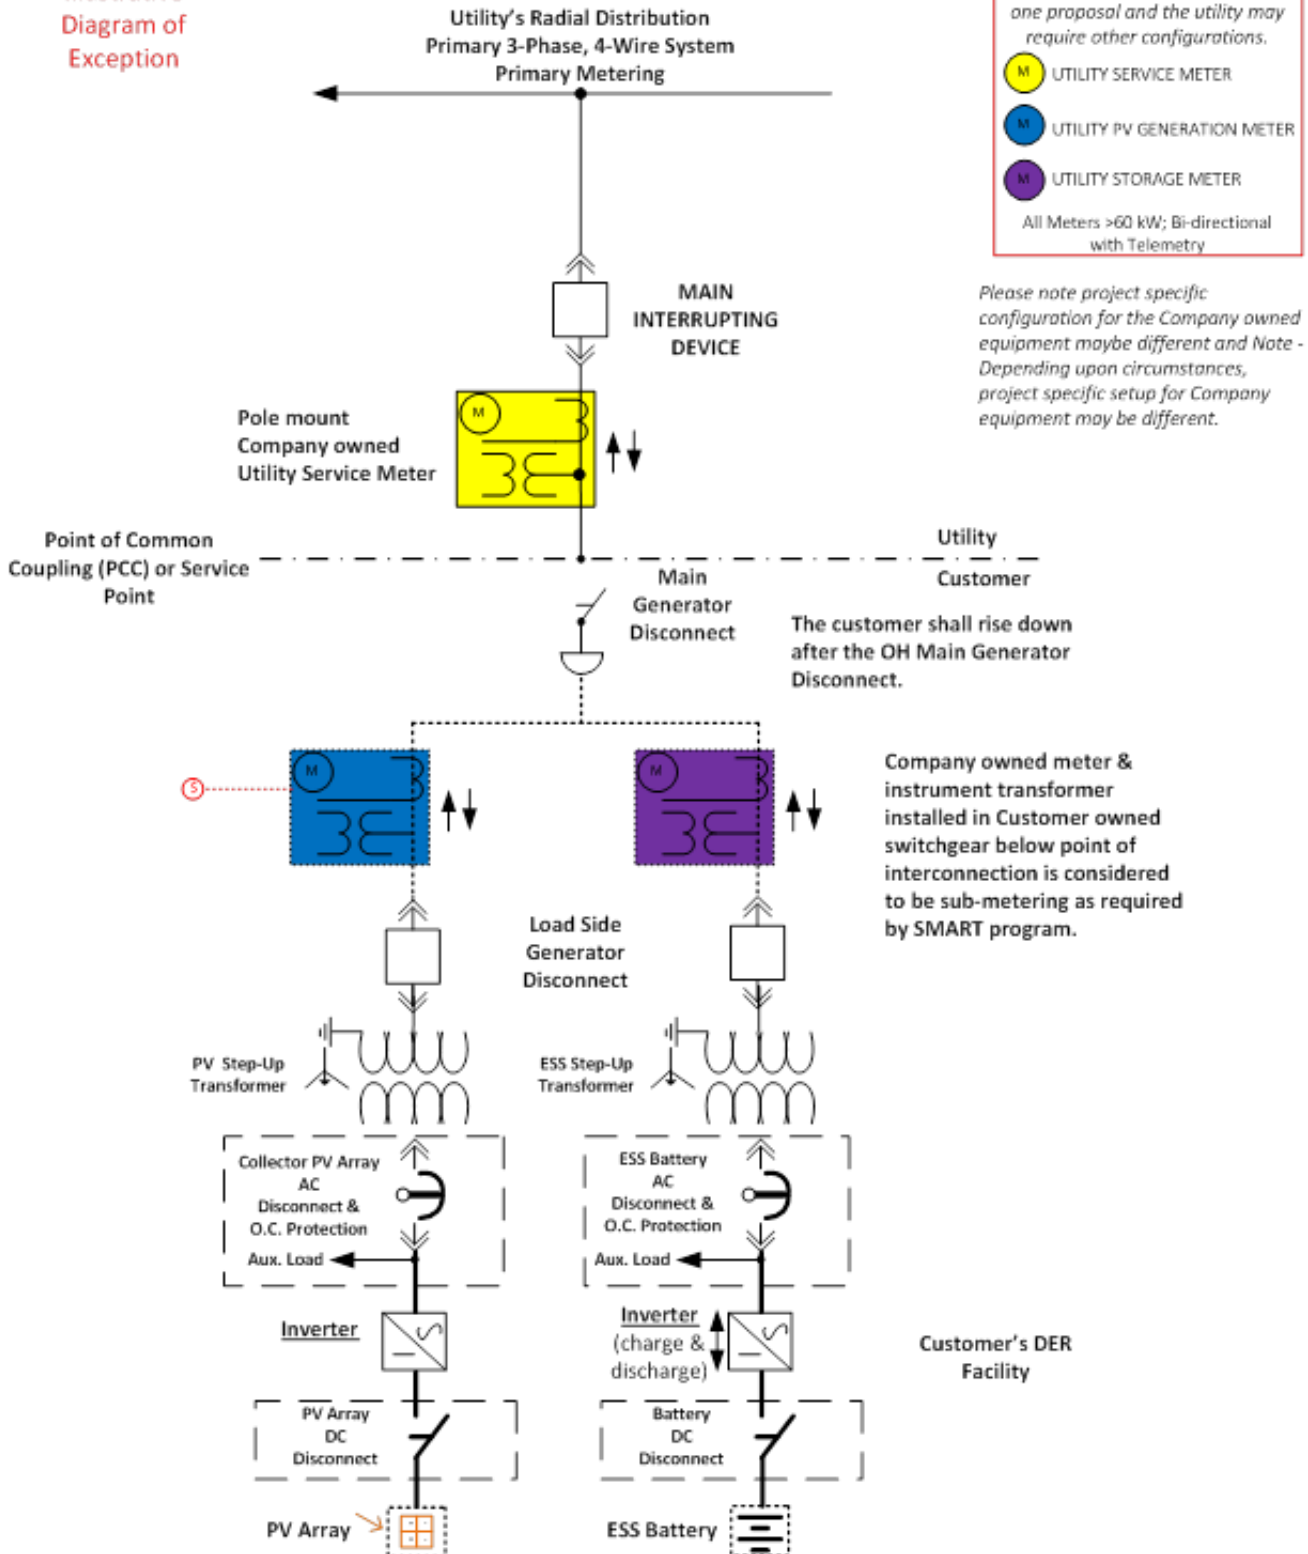 Diagram of
Exception
Utility's Radial Distribution
Primary 3-Phase, 4-Wire System
Primary Metering
one proposal and the utility may
require other configurations.
M UTILITY SERVICE METER
M UTILITY PV GENERATION METER
M UTILITY STORAGE METER
All Meters >60 kW; Bi-directional
with Telemetry
Please note project specific
configuration for the Company owned
equipment maybe different and Note -
Depending upon circumstances,
project specific setup for Company
equipment may be different.
MAIN
INTERRUPTING
DEVICE
Pole mount
Company owned
Utility Service Meter
M
Point of Common
Coupling (PCC) or Service
Point
Utility
Customer
Main
Generator
Disconnect
The customer shall rise down
after the OH Main Generator
Disconnect.
S
M
M
Company owned meter &
instrument transformer
installed in Customer owned
switchgear below point of
interconnection is considered
to be sub-metering as required
by SMART program.
Load Side
Generator
Disconnect
PV Step-Up
Transformer
ESS Step-Up
Transformer
Collector PV Array
AC
Disconnect &
O.C. Protection
Aux. Load
ESS Battery
AC
Disconnect &
O.C. Protection
Aux. Load
Inverter
Inverter
(charge &
discharge)
Customer's DER
Facility
PV Array
DC
Disconnect
Battery
DC
Disconnect
PV Array
ESS Battery